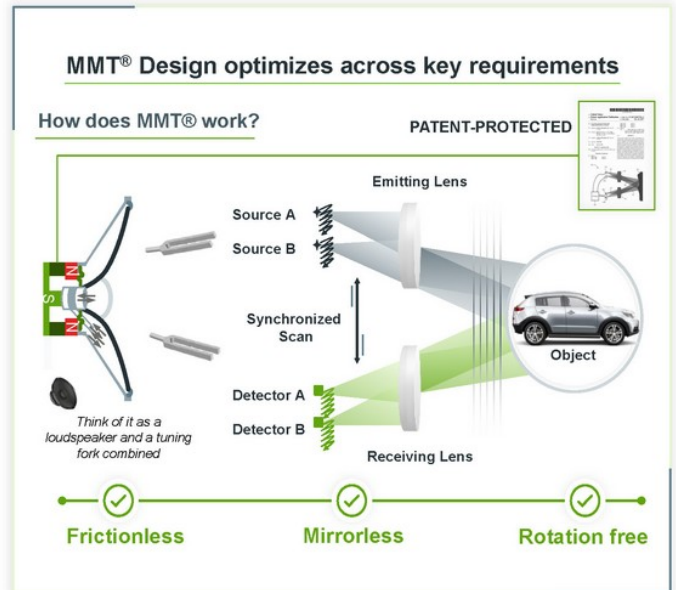 MMT® Design optimizes across key requirements
How does MMT® work?
PATENT-PROTECTED
Emitting Lens
Source A
Source B
N
S
N
Synchronized
Scan
Object
Detector A
Detector B
Think of it as a
loudspeaker and a tuning
fork combined
Receiving Lens
Frictionless
Mirrorless
Rotation free